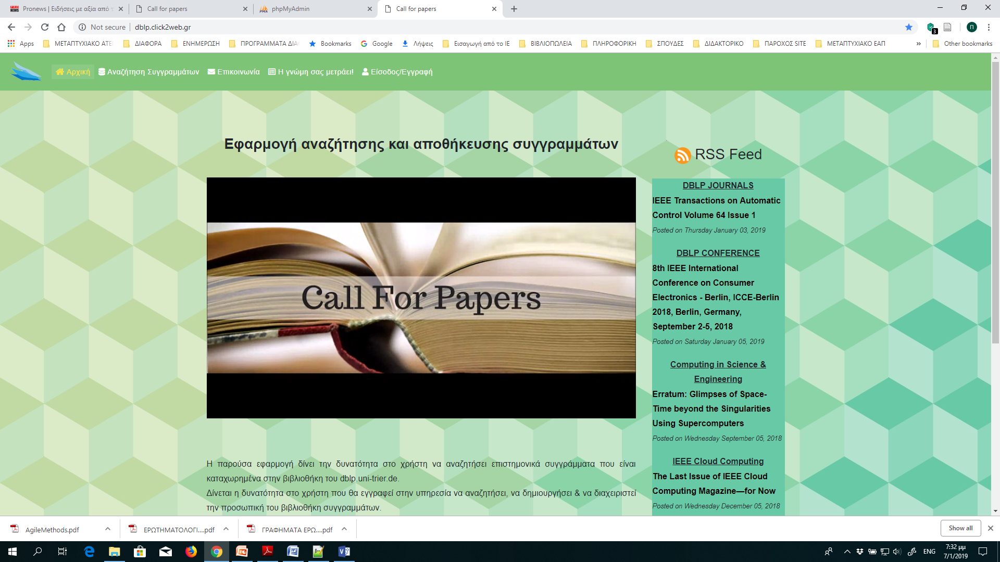 Pronews | Ειδήσεις με αξία από τ
Call for papers
phpMyAdmin
Call for papers
Not secure
dblp.click2web.gr
3
Π
Apps
ΜΕΤΑΠΤΥΧΙΑΚΟ ΑΤΕΙ
ΔΙΑΦΟΡΑ
ΕΝΗΜΕΡΩΣΗ
ΠΡΟΓΡΑΜΜΑΤΑ ΔΙΑ
Bookmarks
Google
Λήψεις
Εισαγωγή από το IE
ΒΙΒΛΙΟΠΩΛΕΙΑ
ΠΛΗΡΟΦΟΡΙΚΗ
ΣΠΟΥΔΕΣ
ΔΙΔΑΚΤΟΡΙΚΟ
ΠΑΡΟΧΟΣ SITE
ΜΕΤΑΠΤΥΧΙΑΚΟ ΕΑΠ
»
Other bookmarks
Αρχική
Αναζήτηση Συγγραμμάτων
Επικοινωνία
Η γνώμη σας μετράει!
Είσοδος/Εγγραφή
Εφαρμογή αναζήτησης και αποθήκευσης συγγραμμάτων
Call For Papers
Η παρούσα εφαρμογή δίνει την δυνατότητα στο χρήστη να αναζητήσει επιστημονικά συγγράμματα που είναι
καταχωρημένα στην βιβλιοθήκη του dblp.uni-trier.de.
Δίνεται η δυνατότητα στο χρήστη που θα εγγραφεί στην υπηρεσία να αναζητήσει, να δημιουργήσει & να διαχειριστεί
την προσωπική του βιβλιοθήκη συγγραμμάτων.
RSS Feed
DBLP JOURNALS
IEEE Transactions on Automatic
Control Volume 64 Issue 1
Posted on Thursday January 03, 2019
DBLP CONFERENCE
8th IEEE International
Conference on Consumer
Electronics - Berlin, ICCE-Berlin
2018, Berlin, Germany,
September 2-5, 2018
Posted on Saturday January 05, 2019
Computing in Science &
Engineering
Erratum: Glimpses of Space-
Time beyond the Singularities
Using Supercomputers
Posted on Wednesday September 05, 2018
IEEE Cloud Computing
The Last Issue of IEEE Cloud
Computing Magazine—for Now
Posted on Wednesday December 05, 2018
AgileMethods.pdf
ΕΡΩΤΗΜΑΤΟΛΟΓΙ....pdf
ΓΡΑΦΗΜΑΤΑ ΕΡΩ....pdf
Show all
ENG
7:32 μμ
7/1/2019